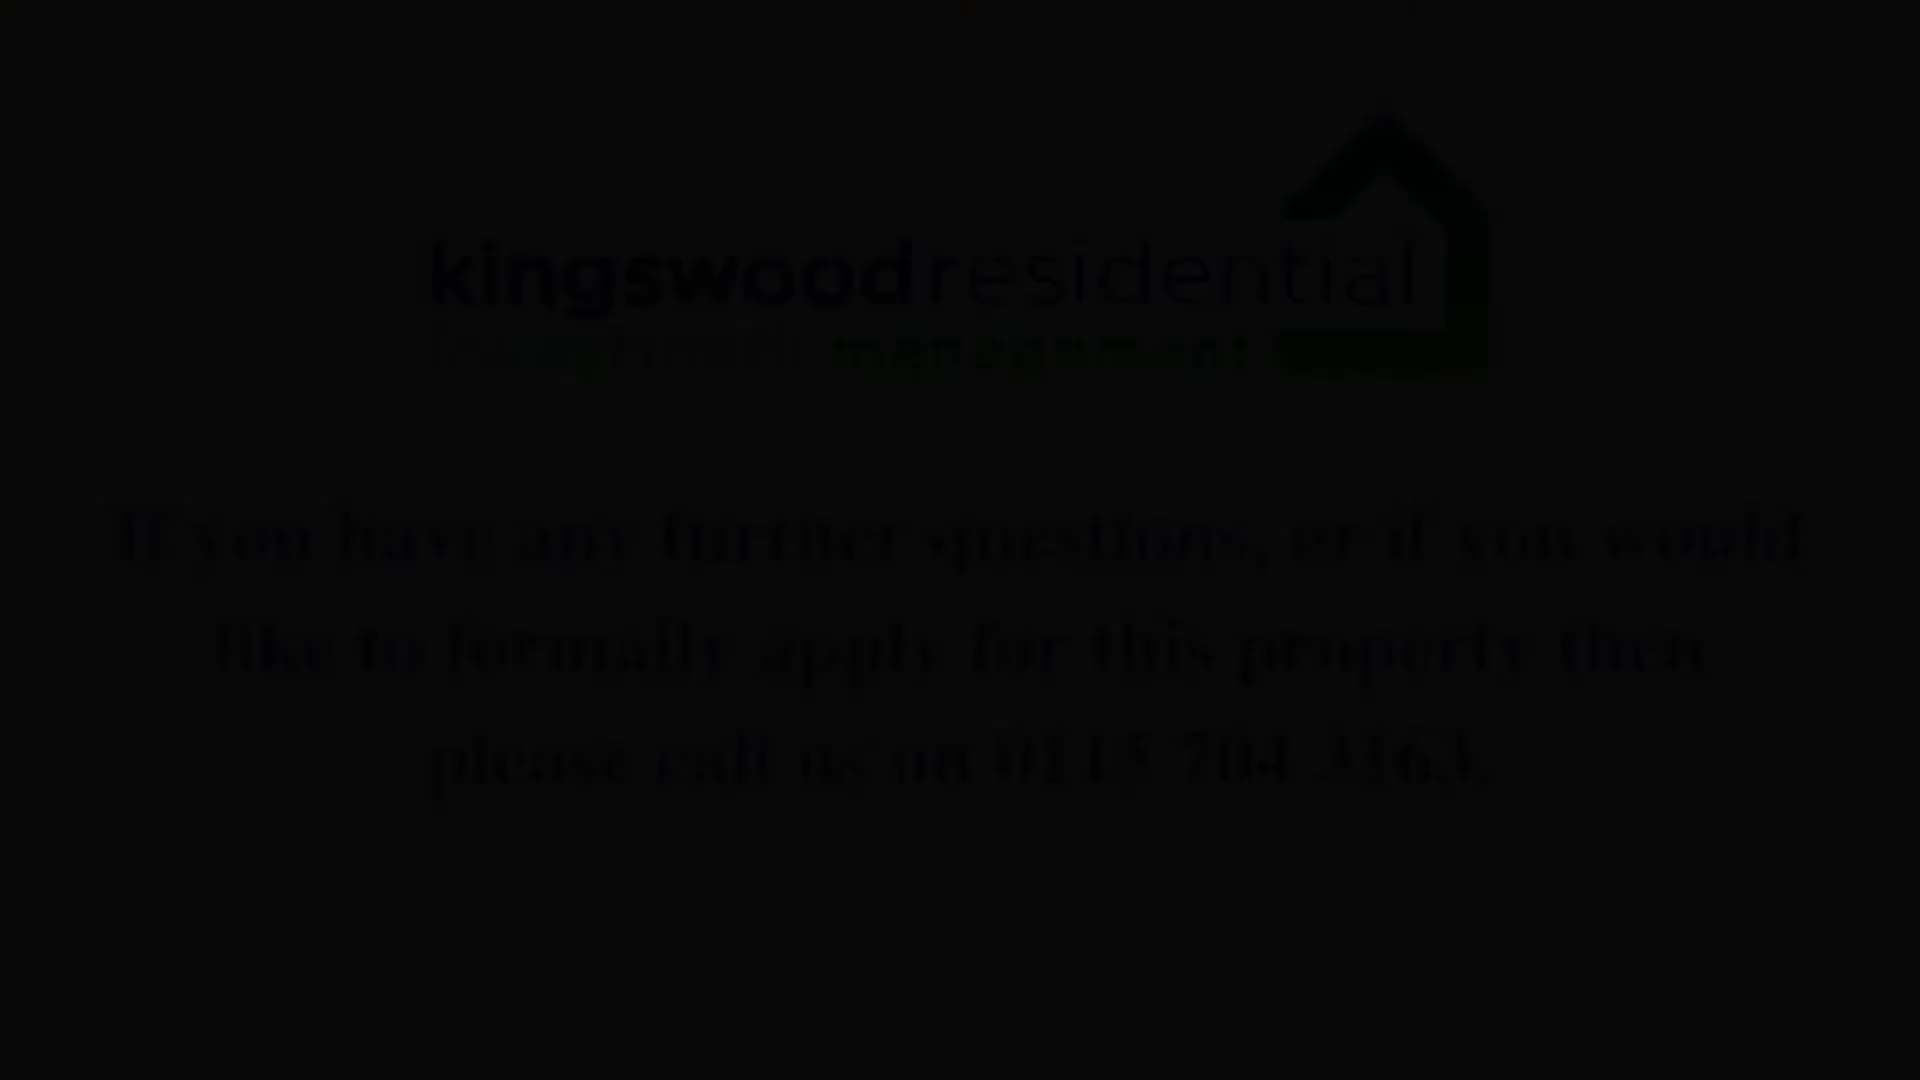 kingswoodresidential
management
If you have any further questions, or if you would
like to formally apply for this property then
please call us on 0115 704 3163.